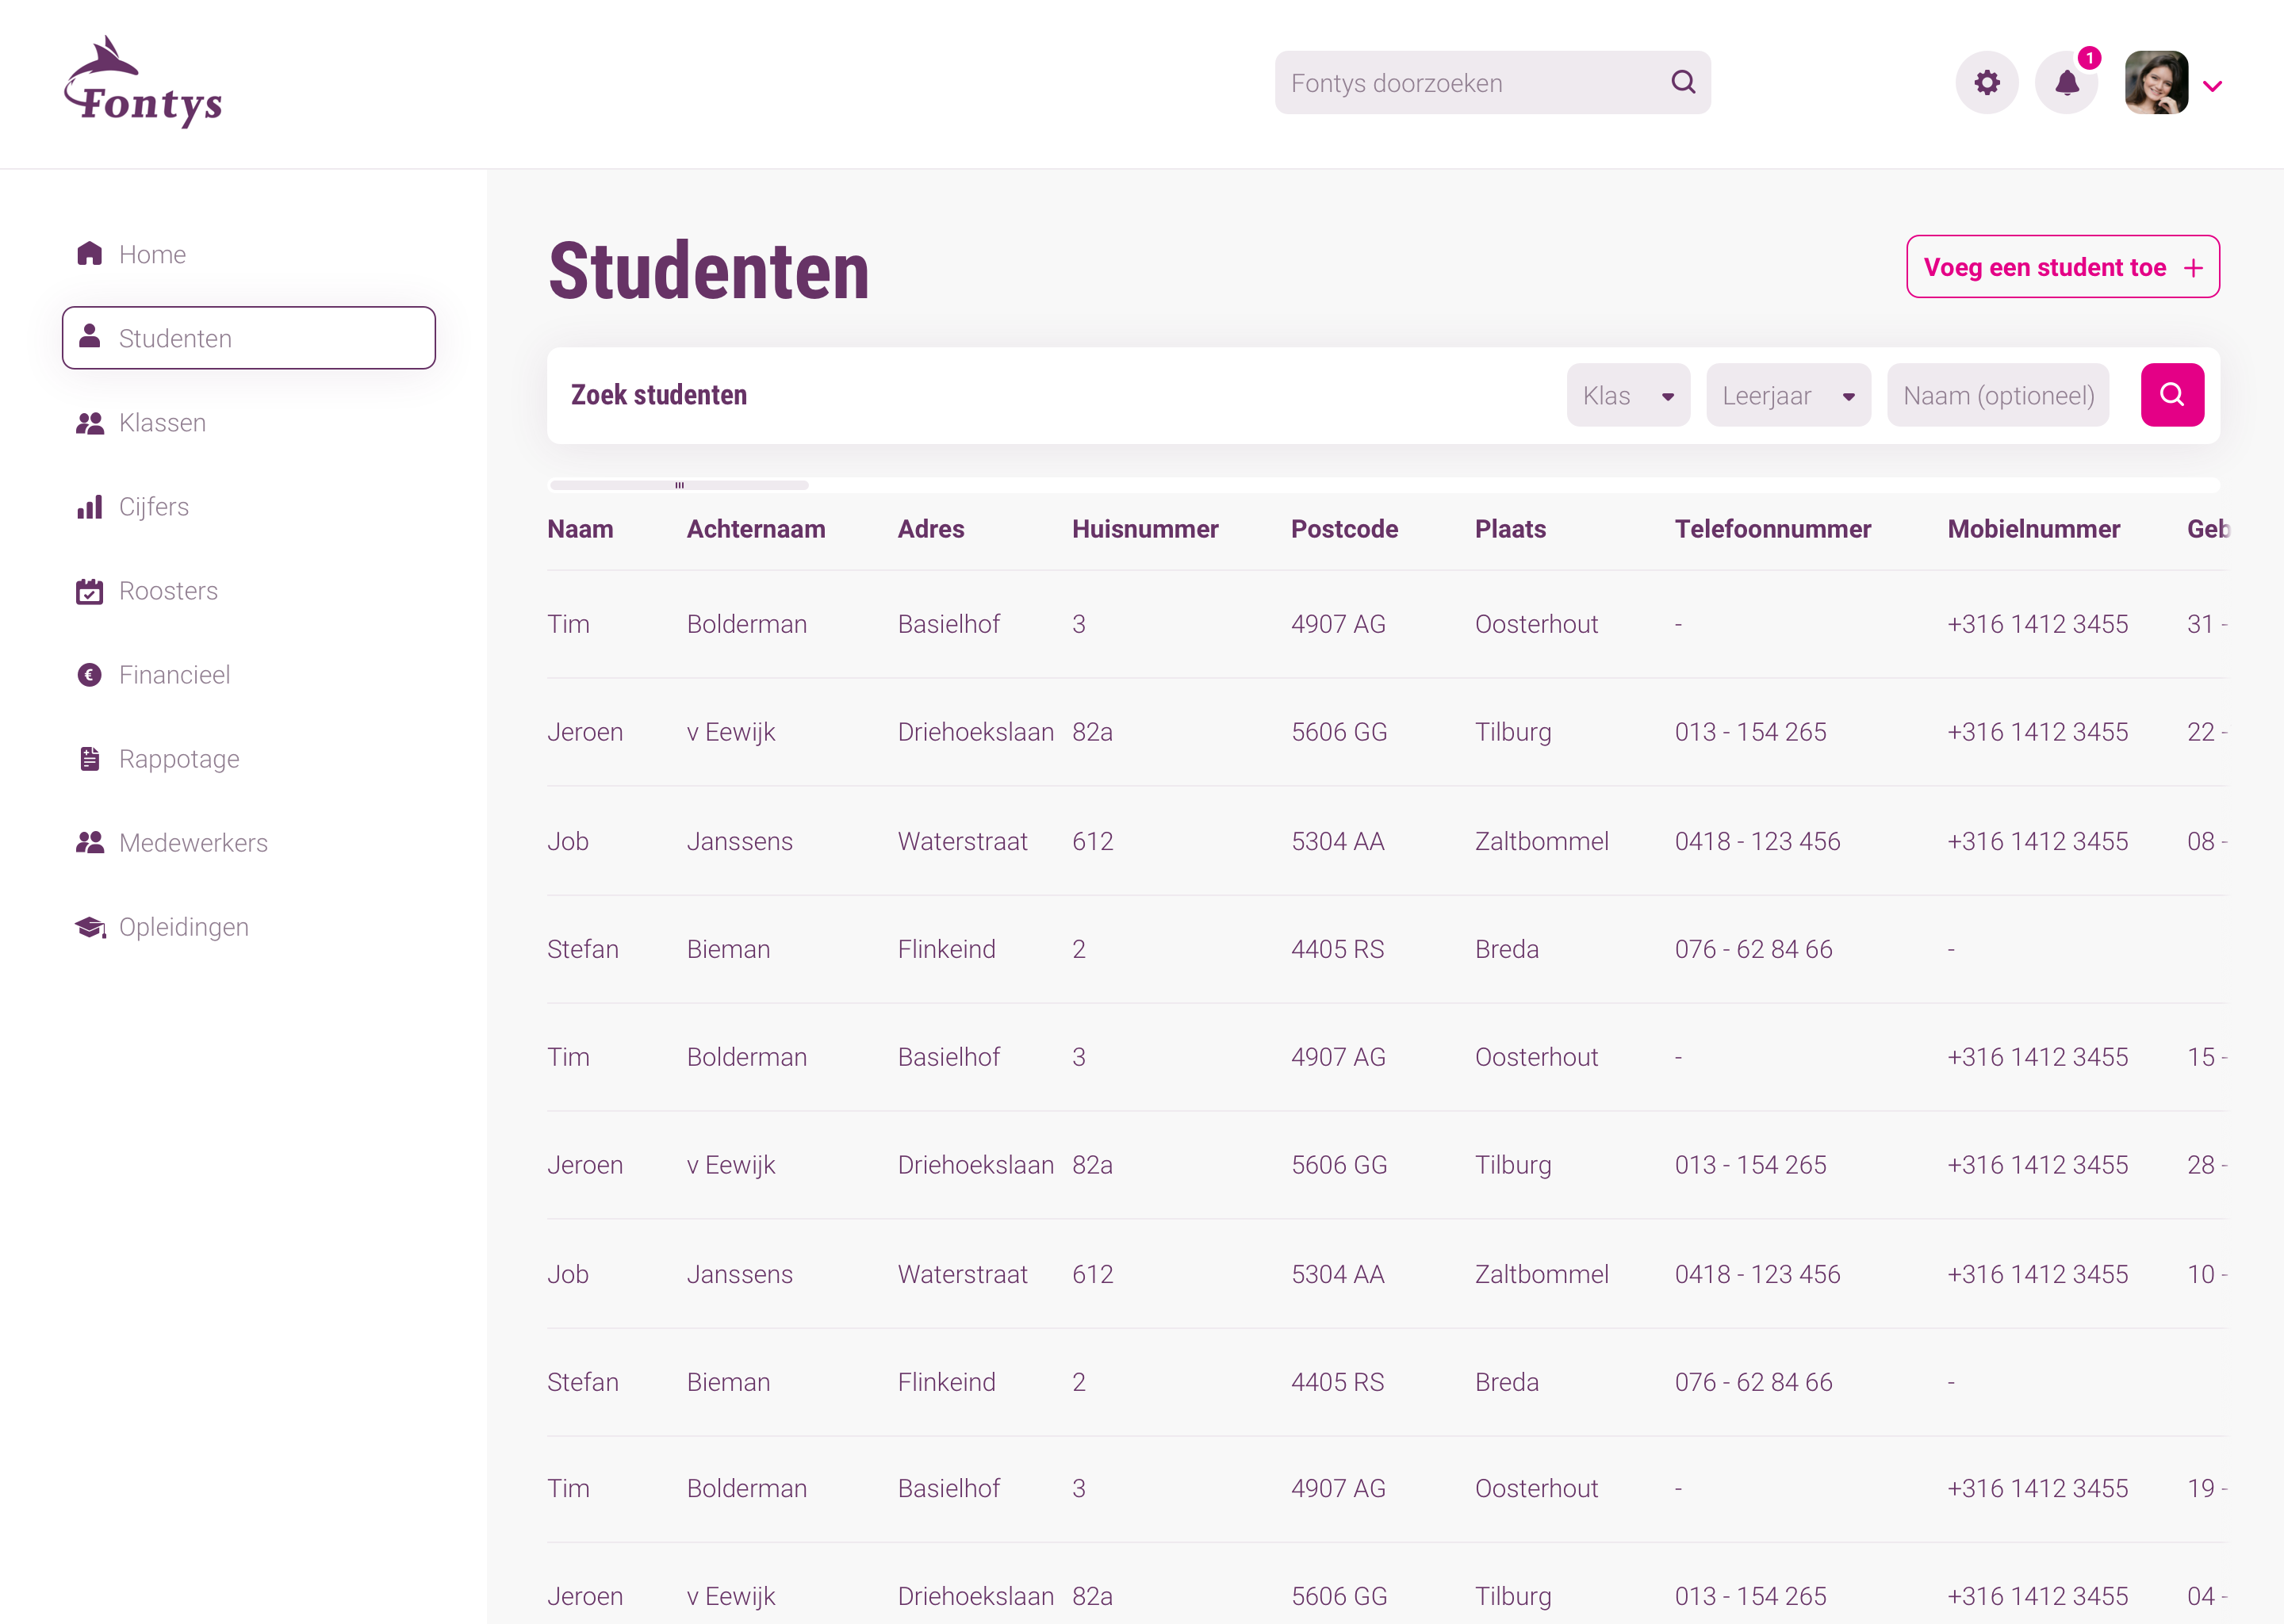 Fontys
Fontys doorzoeken
1
Home
Studenten
Klassen
Cijfers
Roosters
€ Financieel
Rappotage
Medewerkers
Opleidingen
Studenten
Voeg een student toe +
Zoek studenten Klas Leerjaar Naam (optioneel)
Naam Achternaam Adres Huisnummer Postcode Plaats Telefoonnummer Mobielnummer Geb
Tim Bolderman Basielhof 3 4907 AG Oosterhout - +316 1412 3455 31 -
Jeroen v Eewijk Driehoekslaan 82a 5606 GG Tilburg 013 - 154 265 +316 1412 3455 22 -
Job Janssens Waterstraat 612 5304 AA Zaltbommel 0418 - 123 456 +316 1412 3455 08 -
Stefan Bieman Flinkeind 2 4405 RS Breda 076 - 62 84 66 -
Tim Bolderman Basielhof 3 4907 AG Oosterhout - +316 1412 3455 15 -
Jeroen v Eewijk Driehoekslaan 82a 5606 GG Tilburg 013 - 154 265 +316 1412 3455 28 -
Job Janssens Waterstraat 612 5304 AA Zaltbommel 0418 - 123 456 +316 1412 3455 10 -
Stefan Bieman Flinkeind 2 4405 RS Breda 076 - 62 84 66 -
Tim Bolderman Basielhof 3 4907 AG Oosterhout - +316 1412 3455 19 -
Jeroen v Eewijk Driehoekslaan 82a 5606 GG Tilburg 013 - 154 265 +316 1412 3455 04 -